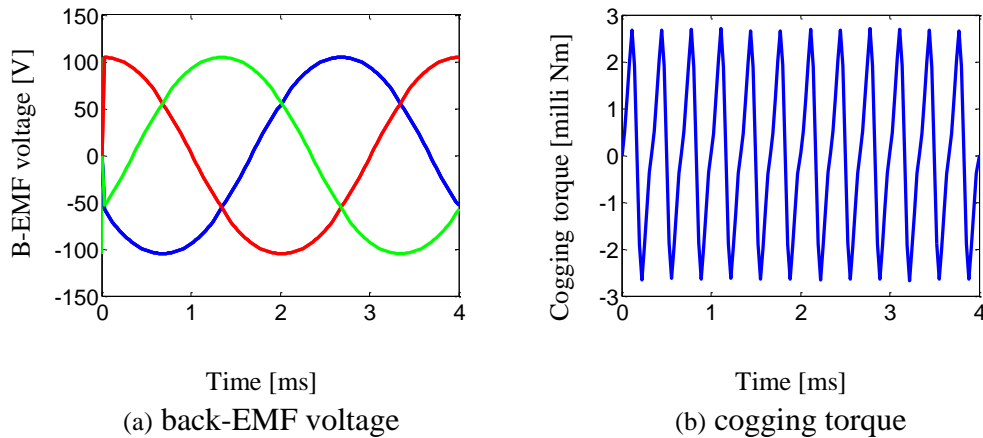 B-EMF voltage [V]
150
100
50
0
-50
-100
-150
0 1 2 3 4
Time [ms]
(a) back-EMF voltage
Cogging torque [milli Nm]
3
2
1
0
-1
-2
-3
0 1 2 3 4
Time [ms]
(b) cogging torque